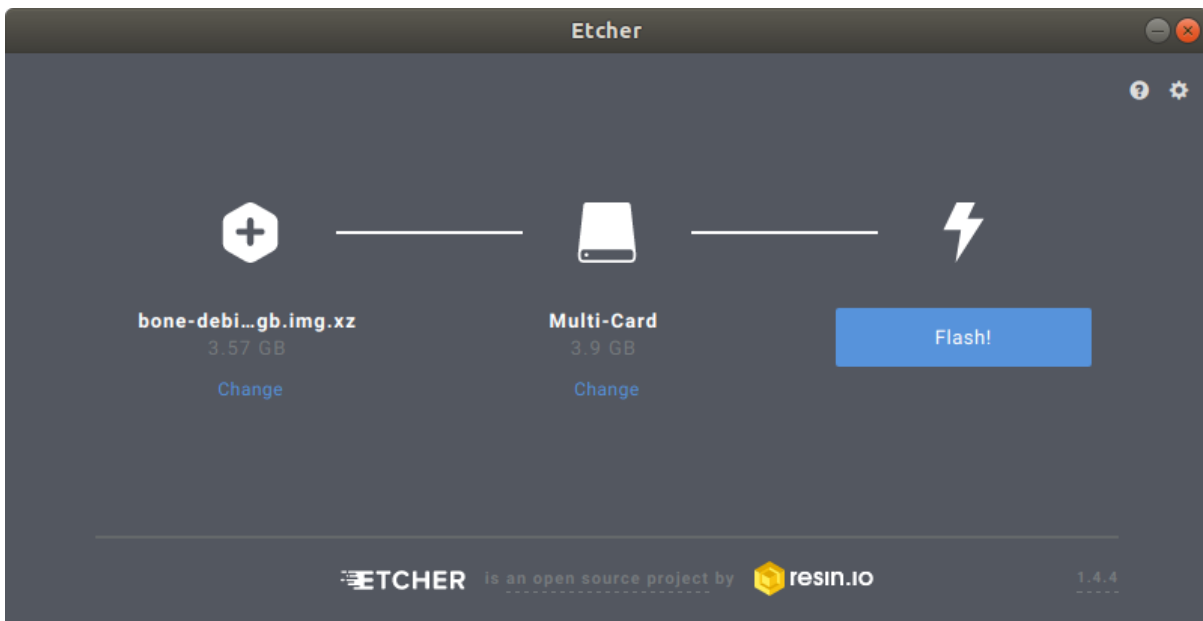 Etcher
bone-debi...gb.img.xz
3.57 GB
Change
Multi-Card
3.9 GB
Change
Flash!
ETCHER is an open source project by resin.io 1.4.4